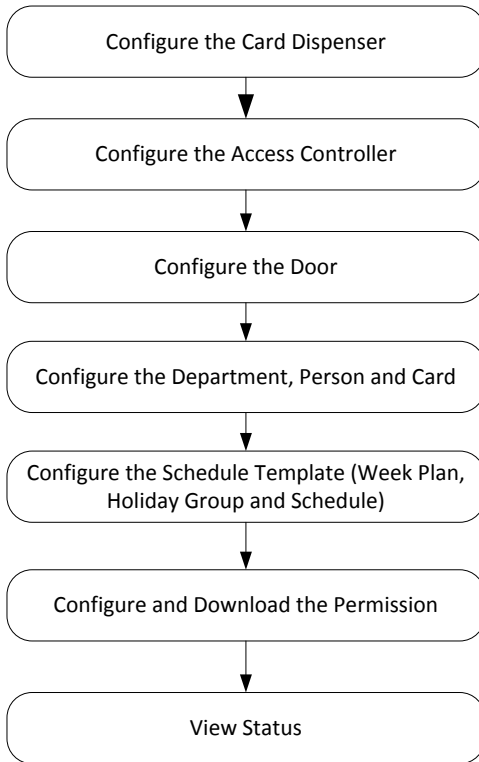 Configure the Card Dispenser
Configure the Access Controller
Configure the Door
Configure the Department, Person and Card
Configure the Schedule Template (Week Plan,
Holiday Group and Schedule)
Configure and Download the Permission
View Status